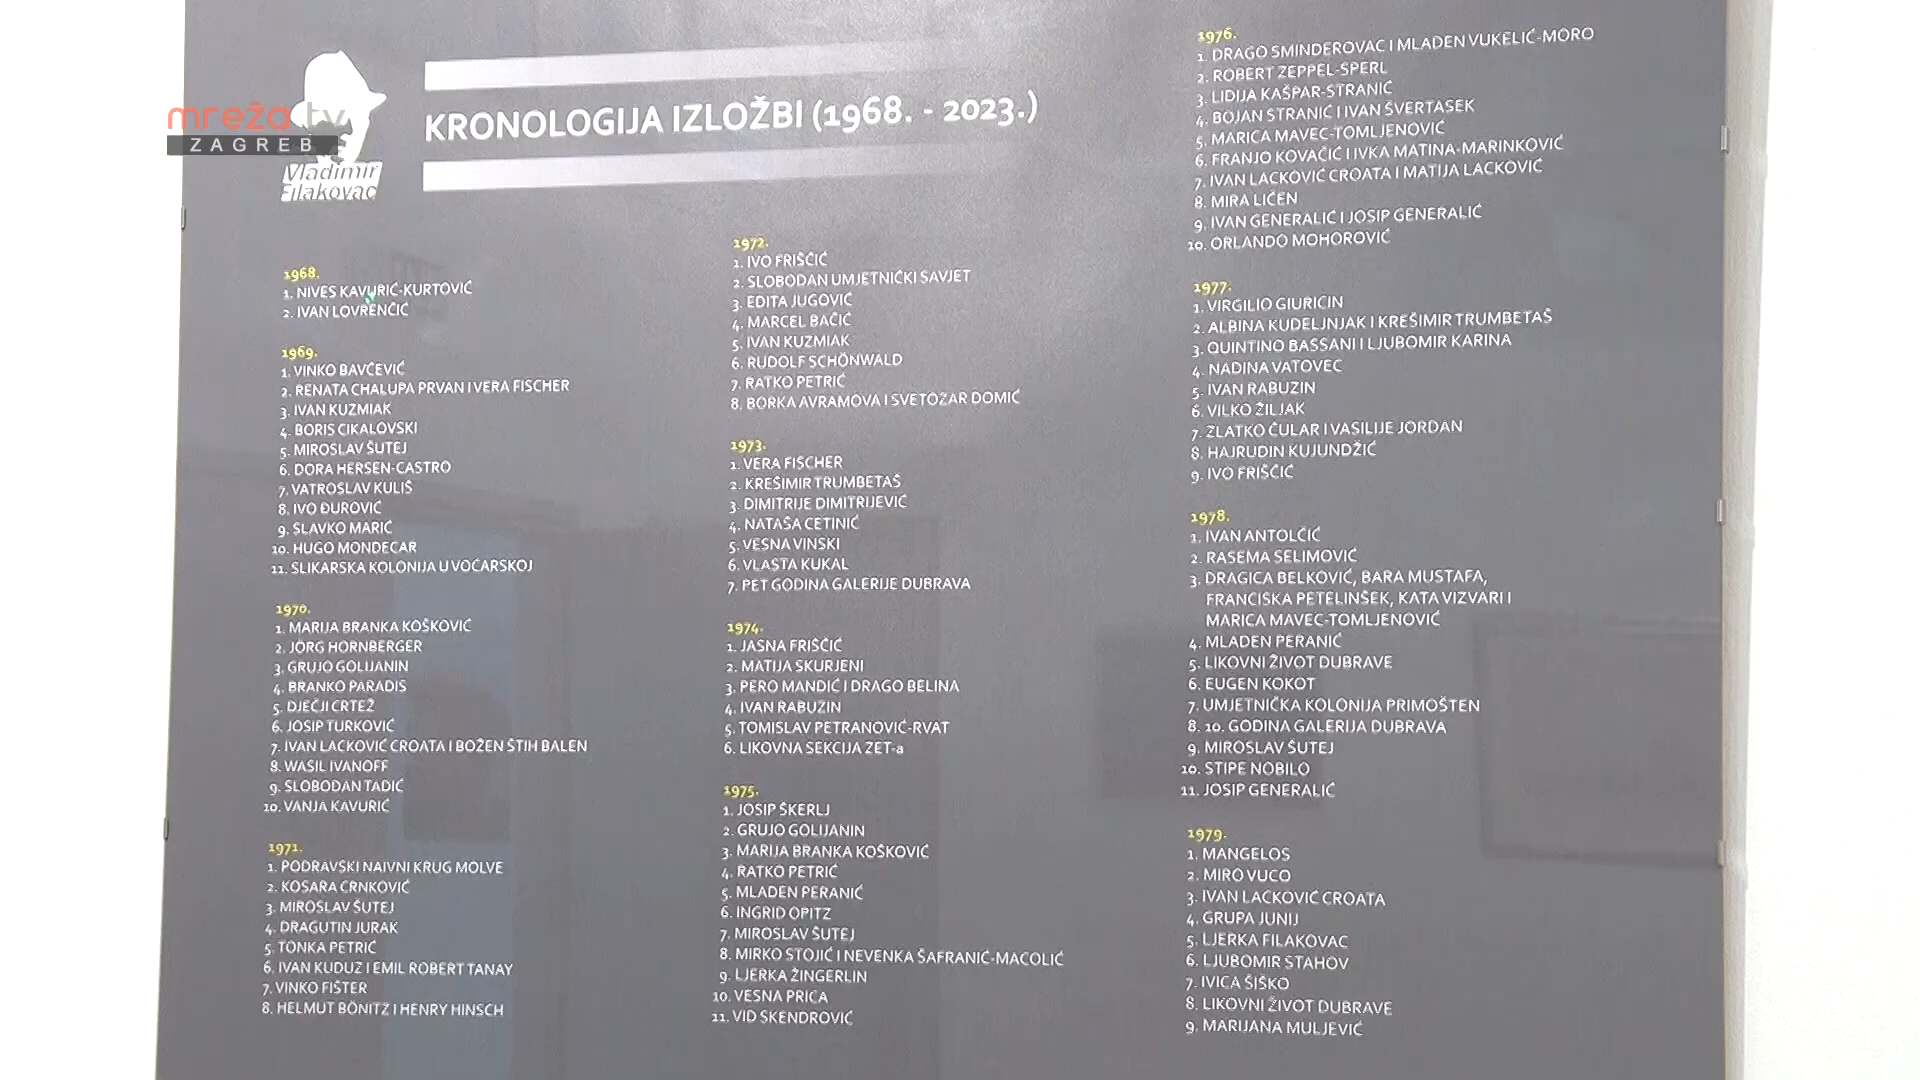 mreža tv
ZAGREB
Vladimir
Filakovac
KRONOLOGIJA IZLOŽBI (1968. - 2023.)
1968.
1. NIVES KAVURIĆ-KURTOVIĆ
2. IVAN LOVRENČIĆ
1969.
1. VINKO BAVČEVIĆ
2. RENATA CHALUPA PRVAN I VERA FISCHER
3. IVAN KUZMIAK
4. BORIS CIKALOVSKI
5. MIROSLAV ŠUTEJ
6. DORA HERSEN-CASTRO
7. VATROSLAV KULIŠ
8. IVO ĐUROVIĆ
9. SLAVKO MARIĆ
10. HUGO MONDECAR
11. SLIKARSKA KOLONIJA U VOĆARSKOJ
1970.
1. MARIJA BRANKA KOŠKOVIĆ
2. JÖRG HORNBERGER
3. GRUJO GOLIJANIN
4. BRANKO PARADIS
5. DJEČJI CRTEŽ
6. JOSIP TURKOVIĆ
7. IVAN LACKOVIĆ CROATA I BOŽEN ŠTIH BALEN
8. WASIL IVANOFF
9. SLOBODAN TADIĆ
10. VANJA KAVURIĆ
1971.
1. PODRAVSKI NAIVNI KRUG MOLVE
2. KOSARA CRNKOVIĆ
3. MIROSLAV ŠUTEJ
4. DRAGUTIN JURAK
5. TONKA PETRIĆ
6. IVAN KUDUZ I EMIL ROBERT TANAY
7. VINKO FIŠTER
8. HELMUT BÖNITZ I HENRY HINSCH
1972.
1. IVO FRIŠČIĆ
2. SLOBODAN UMJETNIČKI SAVJET
3. EDITA JUGOVIĆ
4. MARCEL BAČIĆ
5. IVAN KUZMIAK
6. RUDOLF SCHÖNWALD
7. RATKO PETRIĆ
8. BORKA AVRAMOVA I SVETOZAR DOMIĆ
1973.
1. VERA FISCHER
2. KREŠIMIR TRUMBETAŠ
3. DIMITRIJE DIMITRIJEVIĆ
4. NATAŠA CETINIĆ
5. VESNA VINSKI
6. VLASTA KUKAL
7. PET GODINA GALERIJE DUBRAVA
1974.
1. JASNA FRIŠČIĆ
2. MATIJA SKURJENI
3. PERO MANDIĆ I DRAGO BELINA
4. IVAN RABUZIN
5. TOMISLAV PETRANOVIĆ-RVAT
6. LIKOVNA SEKCIJA ZET-a
1975.
1. JOSIP ŠKERLJ
2. GRUJO GOLIJANIN
3. MARIJA BRANKA KOŠKOVIĆ
4. RATKO PETRIĆ
5. MLADEN PERANIĆ
6. INGRID OPITZ
7. MIROSLAV ŠUTEJ
8. MIRKO STOJIĆ I NEVENKA ŠAFRANIĆ-MACOLIĆ
9. LJERKA ŽINGERLIN
10. VESNA PRICA
11. VID SKENDROVIĆ
1976.
1. DRAGO SMINDEROVAC I MLADEN VUKELIĆ-MORO
2. ROBERT ZEPPEL-SPERL
3. LIDIJA KAŠPAR-STRANIĆ
4. BOJAN STRANIĆ I IVAN ŠVERTASEK
5. MARICA MAVEC-TOMLJENOVIĆ
6. FRANJO KOVAČIĆ I IVKA MATINA-MARINKOVIĆ
7. IVAN LACKOVIĆ CROATA I MATIJA LACKOVIĆ
8. MIRA LIČEN
9. IVAN GENERALIĆ I JOSIP GENERALIĆ
10. ORLANDO MOHOROVIĆ
1977.
1. VIRGILIO GIURICIN
2. ALBINA KUDELJNJAK I KREŠIMIR TRUMBETAŠ
3. QUINTINO BASSANI I LJUBOMIR KARINA
4. NADINA VATOVEC
5. IVAN RABUZIN
6. VILKO ŽILJAK
7. ZLATKO ČULAR I VASILIJE JORDAN
8. HAJRUDIN KUJUNDŽIĆ
9. IVO FRIŠČIĆ
1978.
1. IVAN ANTOLČIĆ
2. RASEMA SELIMOVIĆ
3. DRAGICA BELKOVIĆ, BARA MUSTAFA,
FRANCISKA PETELINŠEK, KATA VIZVARI I
MARICA MAVEC-TOMLJENOVIĆ
4. MLADEN PERANIĆ
5. LIKOVNI ŽIVOT DUBRAVE
6. EUGEN KOKOT
7. UMJETNIČKA KOLONIJA PRIMOŠTEN
8. 10. GODINA GALERIJA DUBRAVA
9. MIROSLAV ŠUTEJ
10. STIPE NOBILO
11. JOSIP GENERALIĆ
1979.
1. MANGELOS
2. MIRO VUCO
3. IVAN LACKOVIĆ CROATA
4. GRUPA JUNIJ
5. LJERKA FILAKOVAC
6. LJUBOMIR STAHOV
7. IVICA ŠIŠKO
8. LIKOVNI ŽIVOT DUBRAVE
9. MARIJANA MULJEVIĆ